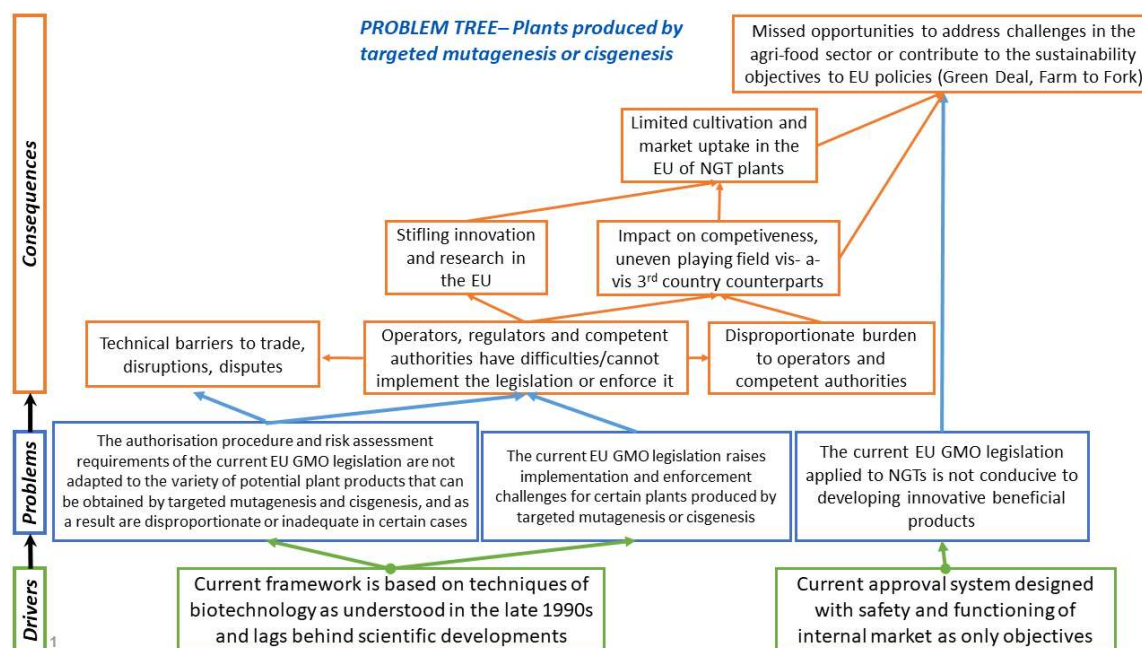 PROBLEM TREE– Plants produced by
targeted mutagenesis or cisgenesis
Missed opportunities to address challenges in the
agri-food sector or contribute to the sustainability
objectives to EU policies (Green Deal, Farm to Fork)
Limited cultivation and
market uptake in the
EU of NGT plants
Stifling innovation
and research in
the EU
Impact on competiveness,
uneven playing field vis- a-
vis 3rd country counterparts
Consequences
Technical barriers to trade,
disruptions, disputes
Operators, regulators and competent
authorities have difficulties/cannot
implement the legislation or enforce it
Disproportionate burden
to operators and
competent authorities
Problems
The authorisation procedure and risk assessment
requirements of the current EU GMO legislation are not
adapted to the variety of potential plant products that can
be obtained by targeted mutagenesis and cisgenesis, and as
a result are disproportionate or inadequate in certain cases
The current EU GMO legislation raises
implementation and enforcement
challenges for certain plants produced by
targeted mutagenesis or cisgenesis
The current EU GMO legislation
applied to NGTs is not conducive to
developing innovative beneficial
products
Drivers
1
Current framework is based on techniques of
biotechnology as understood in the late 1990s
and lags behind scientific developments
Current approval system designed
with safety and functioning of
internal market as only objectives